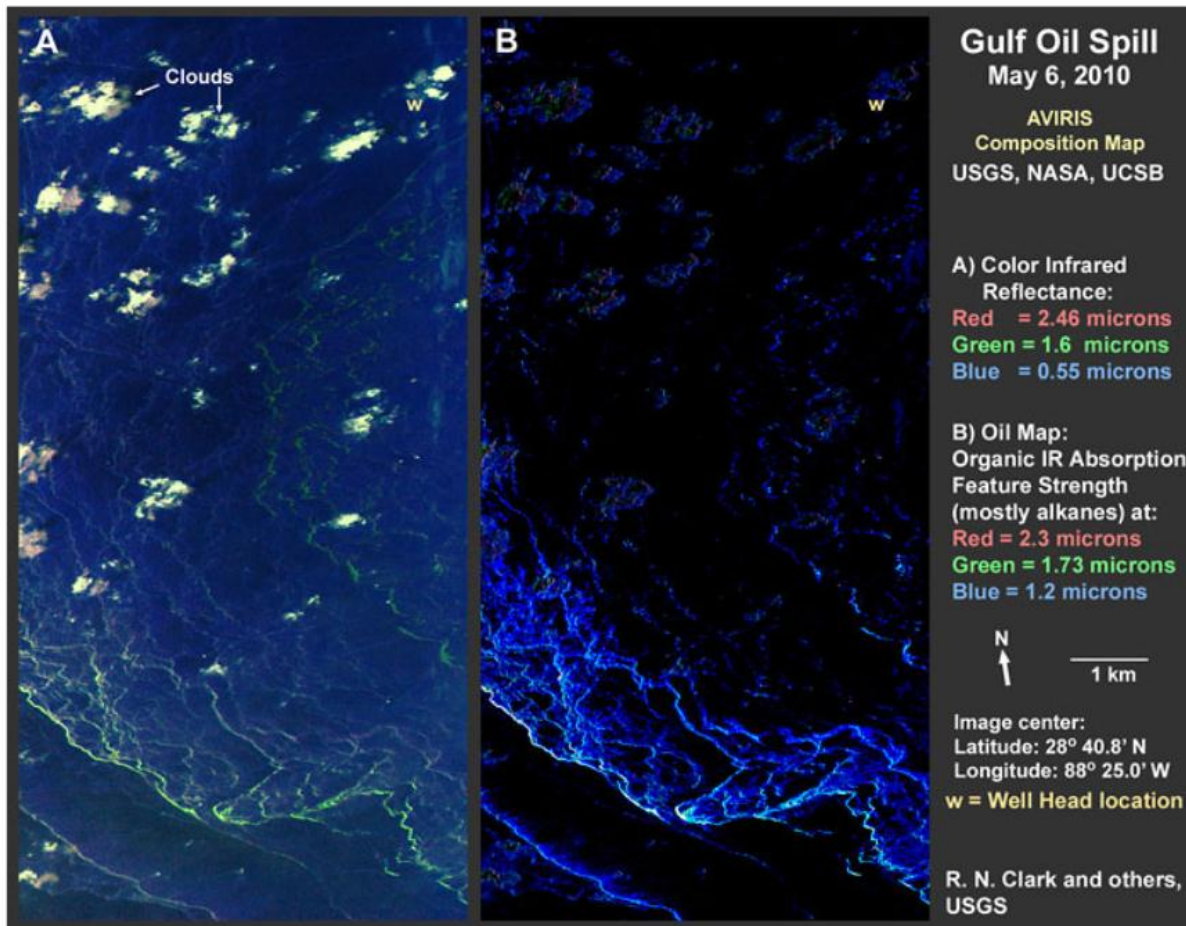 A
Clouds
w
B
w
Gulf Oil Spill
May 6, 2010
AVIRIS
Composition Map
USGS, NASA, UCSB
A) Color Infrared
Reflectance:
Red = 2.46 microns
Green = 1.6 microns
Blue = 0.55 microns
B) Oil Map:
Organic IR Absorption
Feature Strength
(mostly alkanes) at:
Red = 2.3 microns
Green = 1.73 microns
Blue = 1.2 microns
N
1 km
Image center:
Latitude: 28º 40.8' N
Longitude: 88º 25.0' W
w = Well Head location
R. N. Clark and others,
USGS